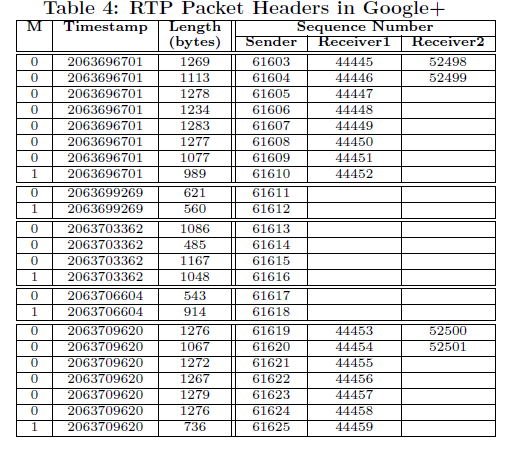 Table 4: RTP Packet Headers in Google+
M Timestamp Length Sequence Number
(bytes) Sender Receiver1 Receiver2
0 2063696701 1269 61603 44445 52498
0 2063696701 1113 61604 44446 52499
0 2063696701 1278 61605 44447
0 2063696701 1234 61606 44448
0 2063696701 1283 61607 44449
0 2063696701 1277 61608 44450
0 2063696701 1077 61609 44451
1 2063696701 989 61610 44452
0 2063699269 621 61611
1 2063699269 560 61612
0 2063703362 1086 61613
0 2063703362 485 61614
0 2063703362 1167 61615
1 2063703362 1048 61616
0 2063706604 543 61617
1 2063706604 914 61618
0 2063709620 1276 61619 44453 52500
0 2063709620 1067 61620 44454 52501
0 2063709620 1272 61621 44455
0 2063709620 1267 61622 44456
0 2063709620 1279 61623 44457
0 2063709620 1276 61624 44458
1 2063709620 736 61625 44459